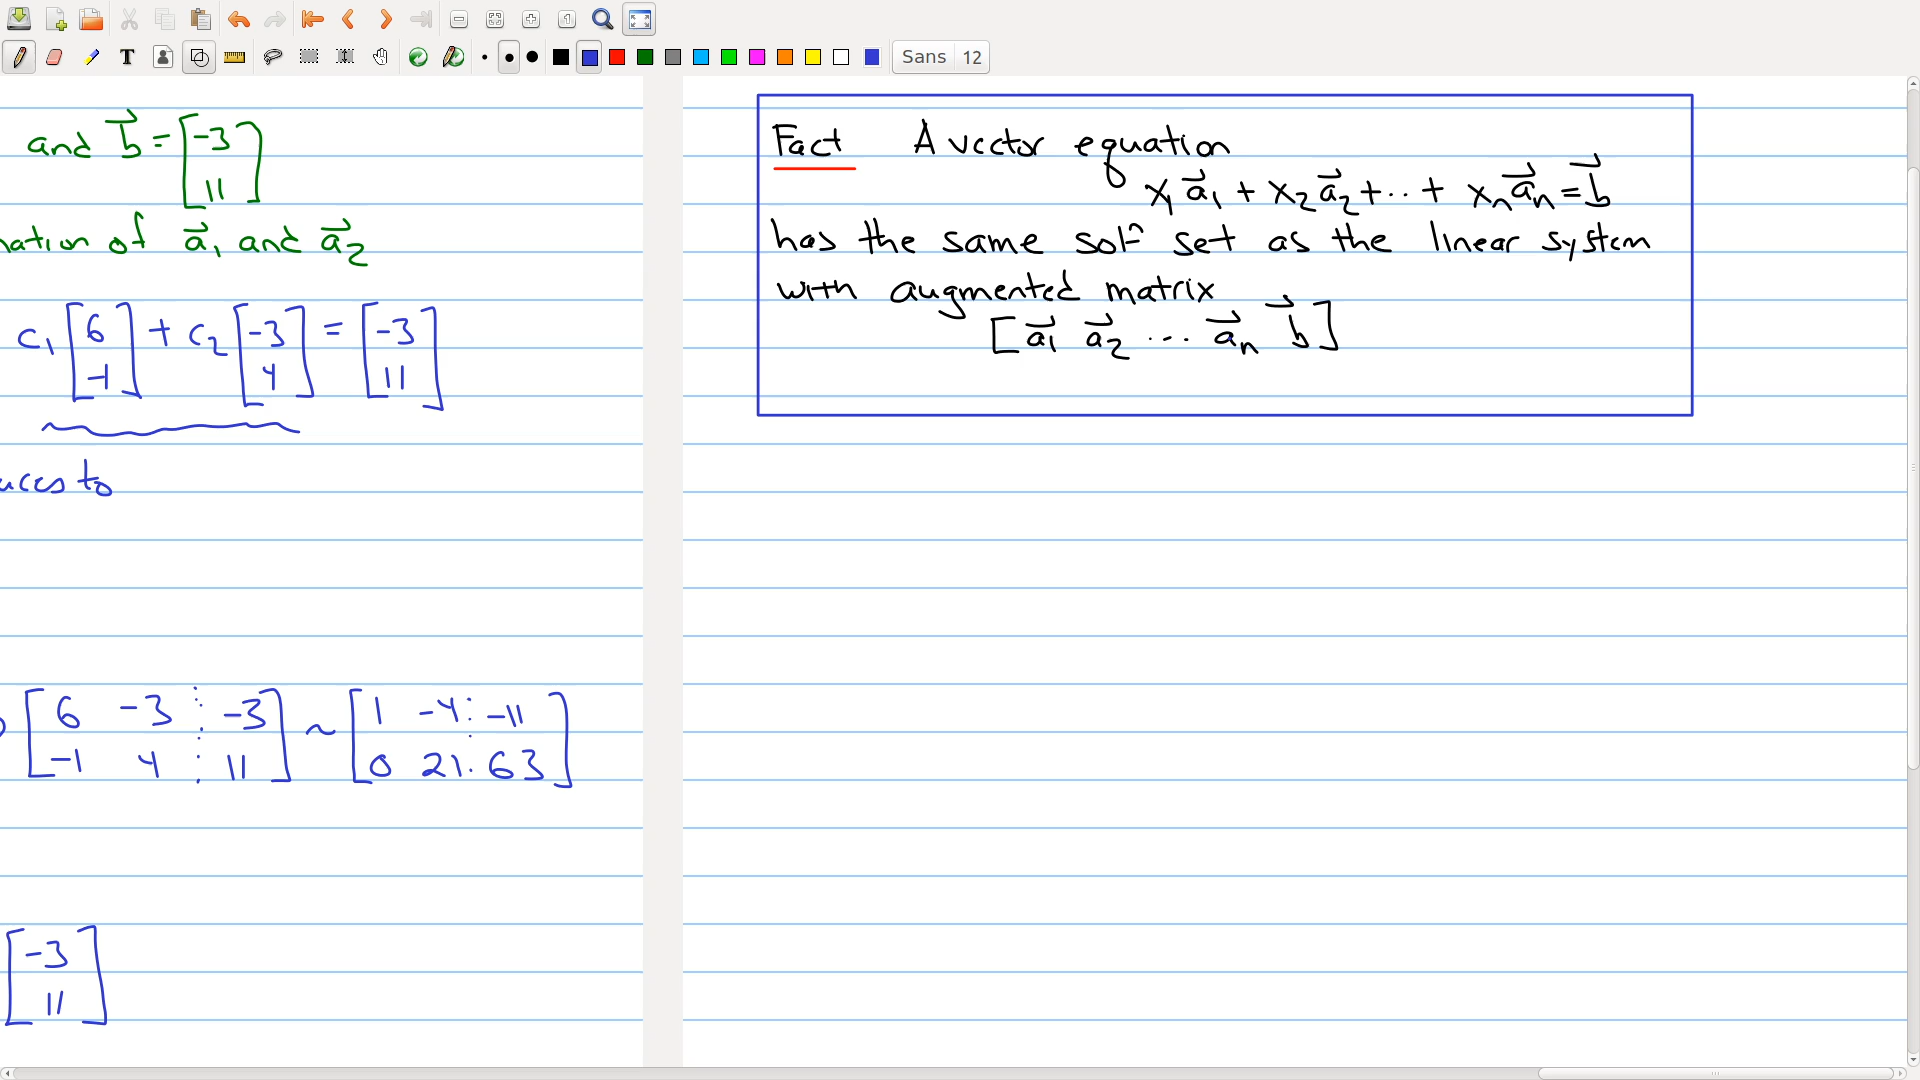 Sans 12
and b⃗ = [-3
11]
nation of a⃗₁ and a⃗₂
c₁ [6 -1] + c₂ [-3 4] = [-3 11]
uces to
[6 -3 ⋮ -3] ~ [1 -4 ⋮ -11]
[-1 4 ⋮ 11] [0 21 ⋮ 63]
[-3
11]
Fact A vector equation
x₁a⃗₁ + x₂a⃗₂ + ... + xₙa⃗ₙ = b⃗
has the same solⁿ set as the linear system
with augmented matrix
[a⃗₁ a⃗₂ ... a⃗ₙ b⃗]